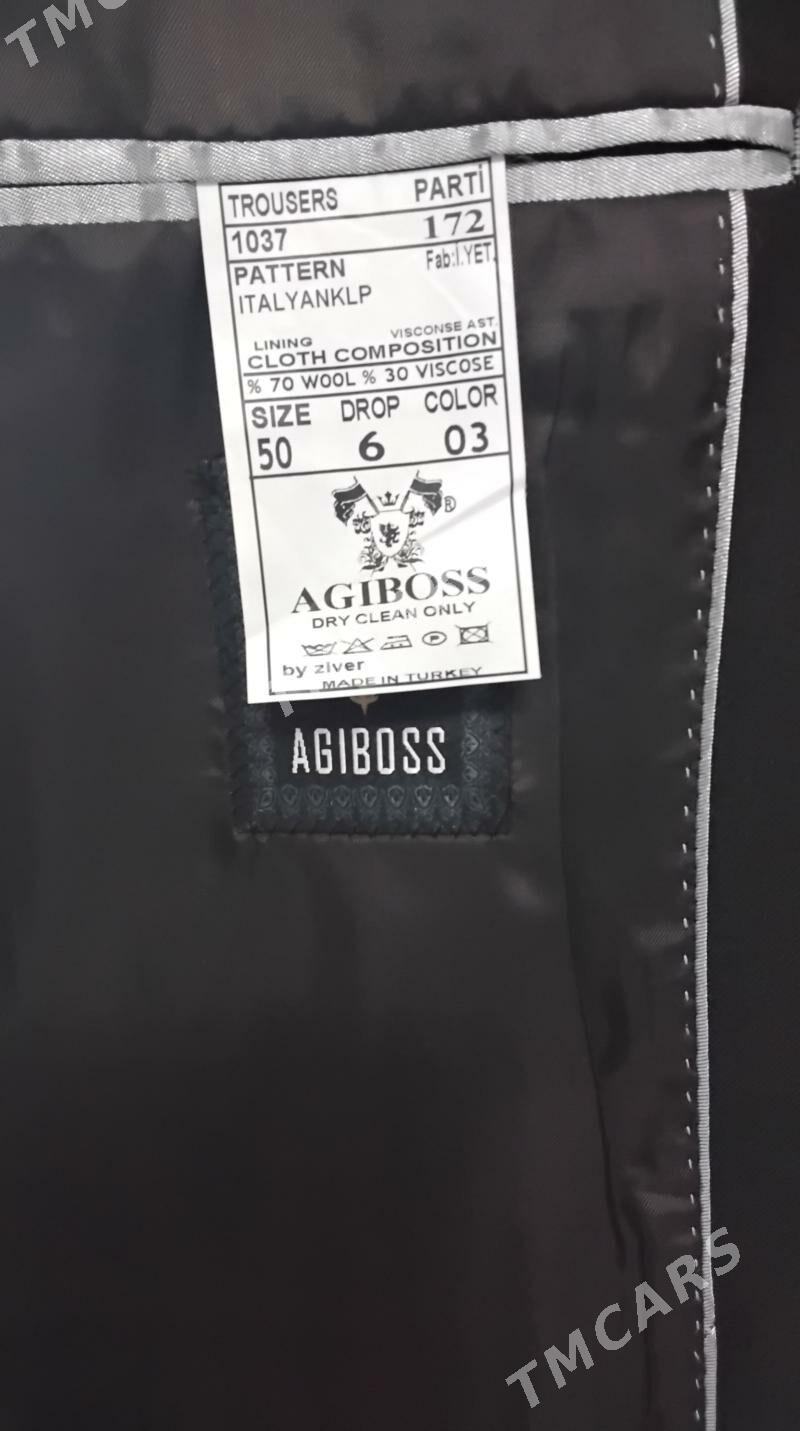 TROUSERS PARTİ
1037 172
PATTERN Fab:İ.YET.
ITALYANKLP
LINING VISCONSE AST.
CLOTH COMPOSITION
% 70 WOOL % 30 VISCOSE
SIZE DROP COLOR
50 6 03
®
AGIBOSS
DRY CLEAN ONLY
P
by ziver
MADE IN TURKEY
AGIBOSS
TMCARS